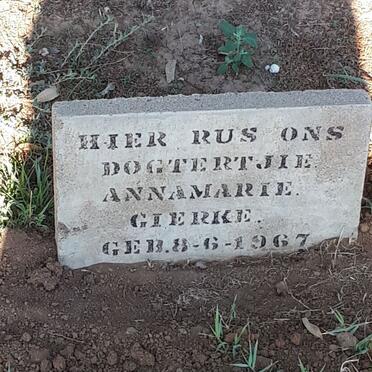 HIER RUS ONS
DOGTERTJIE
ANNAMARIE.
GIERKE.
GEB.8-6-1967